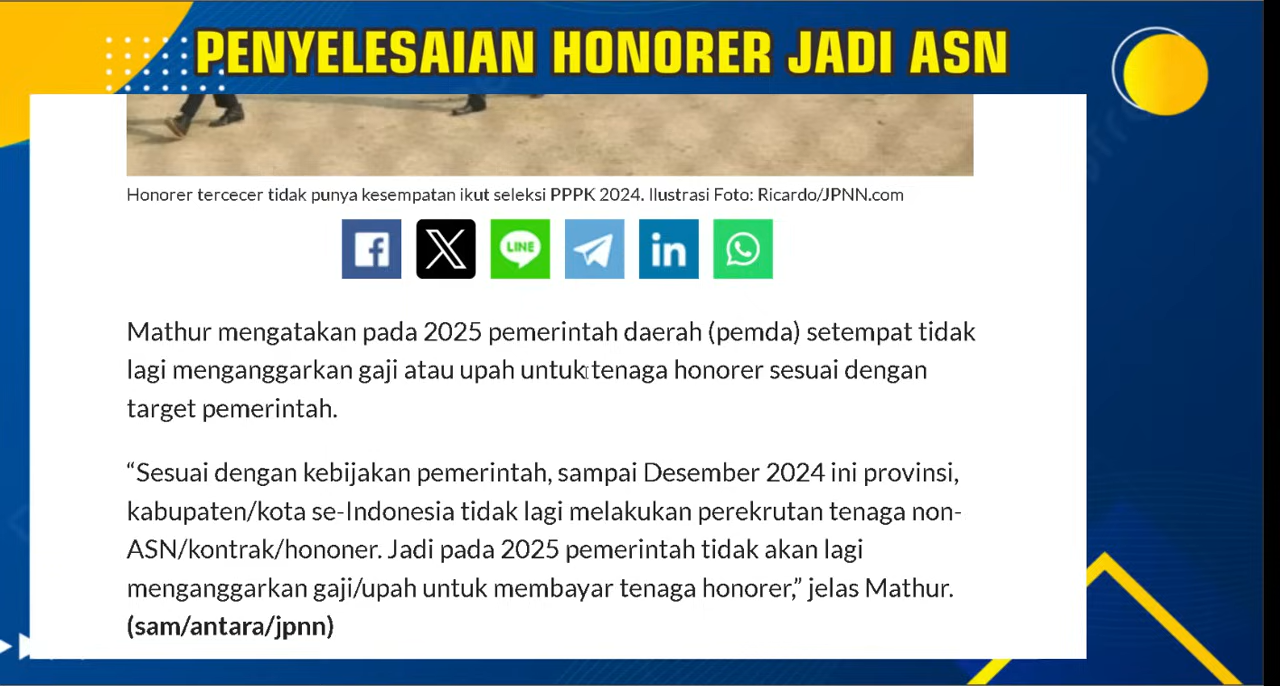 PENYELESAIAN HONORER JADI ASN
Honorer tercecer tidak punya kesempatan ikut seleksi PPPK 2024. Ilustrasi Foto: Ricardo/JPNN.com
LINE
in
Mathur mengatakan pada 2025 pemerintah daerah (pemda) setempat tidak
lagi menganggarkan gaji atau upah untuk tenaga honorer sesuai dengan
target pemerintah.
“Sesuai dengan kebijakan pemerintah, sampai Desember 2024 ini provinsi,
kabupaten/kota se-Indonesia tidak lagi melakukan perekrutan tenaga non-
ASN/kontrak/hononer. Jadi pada 2025 pemerintah tidak akan lagi
menganggarkan gaji/upah untuk membayar tenaga honorer,” jelas Mathur.
(sam/antara/jpnn)